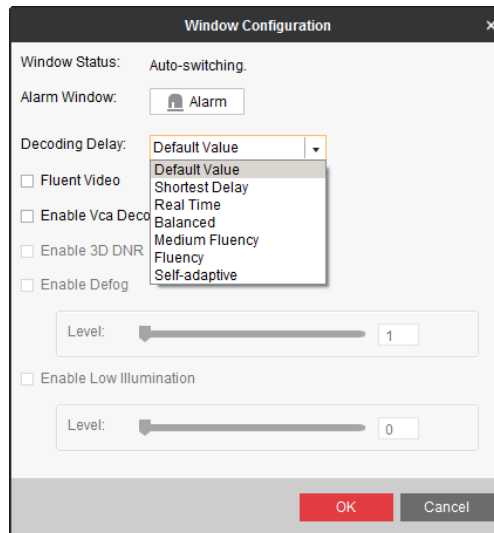 Window Configuration ×
Window Status: Auto-switching.
Alarm Window: Alarm
Decoding Delay: Default Value
Default Value
Fluent Video
Shortest Delay
Real Time
Enable Vca Deco
Balanced
Medium Fluency
Enable 3D DNR
Fluency
Self-adaptive
Enable Defog
Level: 1
Enable Low Illumination
Level: 0
OK Cancel